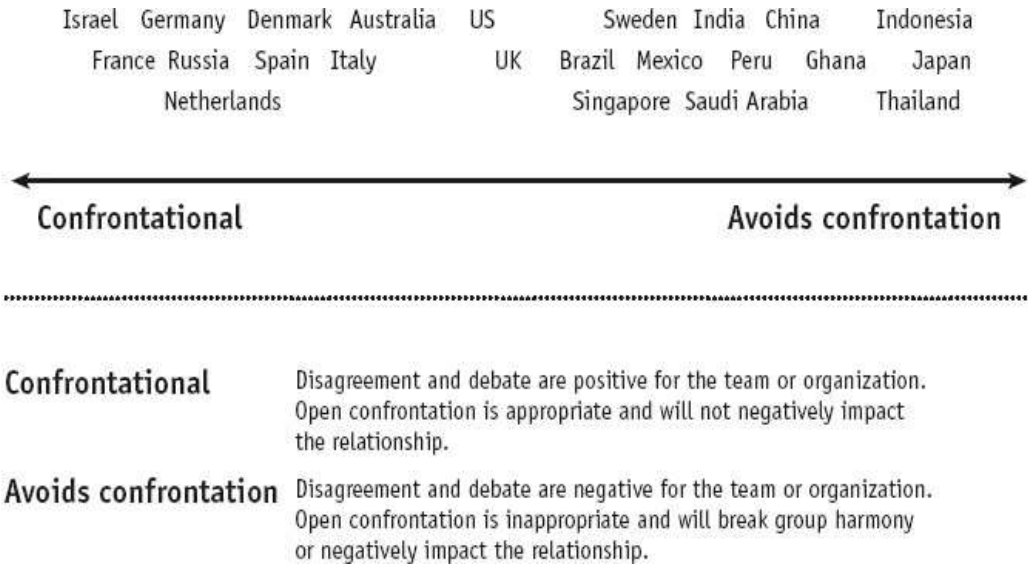 Israel Germany Denmark Australia US Sweden India China Indonesia
France Russia Spain Italy UK Brazil Mexico Peru Ghana Japan
Netherlands Singapore Saudi Arabia Thailand
Confrontational Avoids confrontation
Confrontational Disagreement and debate are positive for the team or organization.
Open confrontation is appropriate and will not negatively impact
the relationship.
Avoids confrontation Disagreement and debate are negative for the team or organization.
Open confrontation is inappropriate and will break group harmony
or negatively impact the relationship.